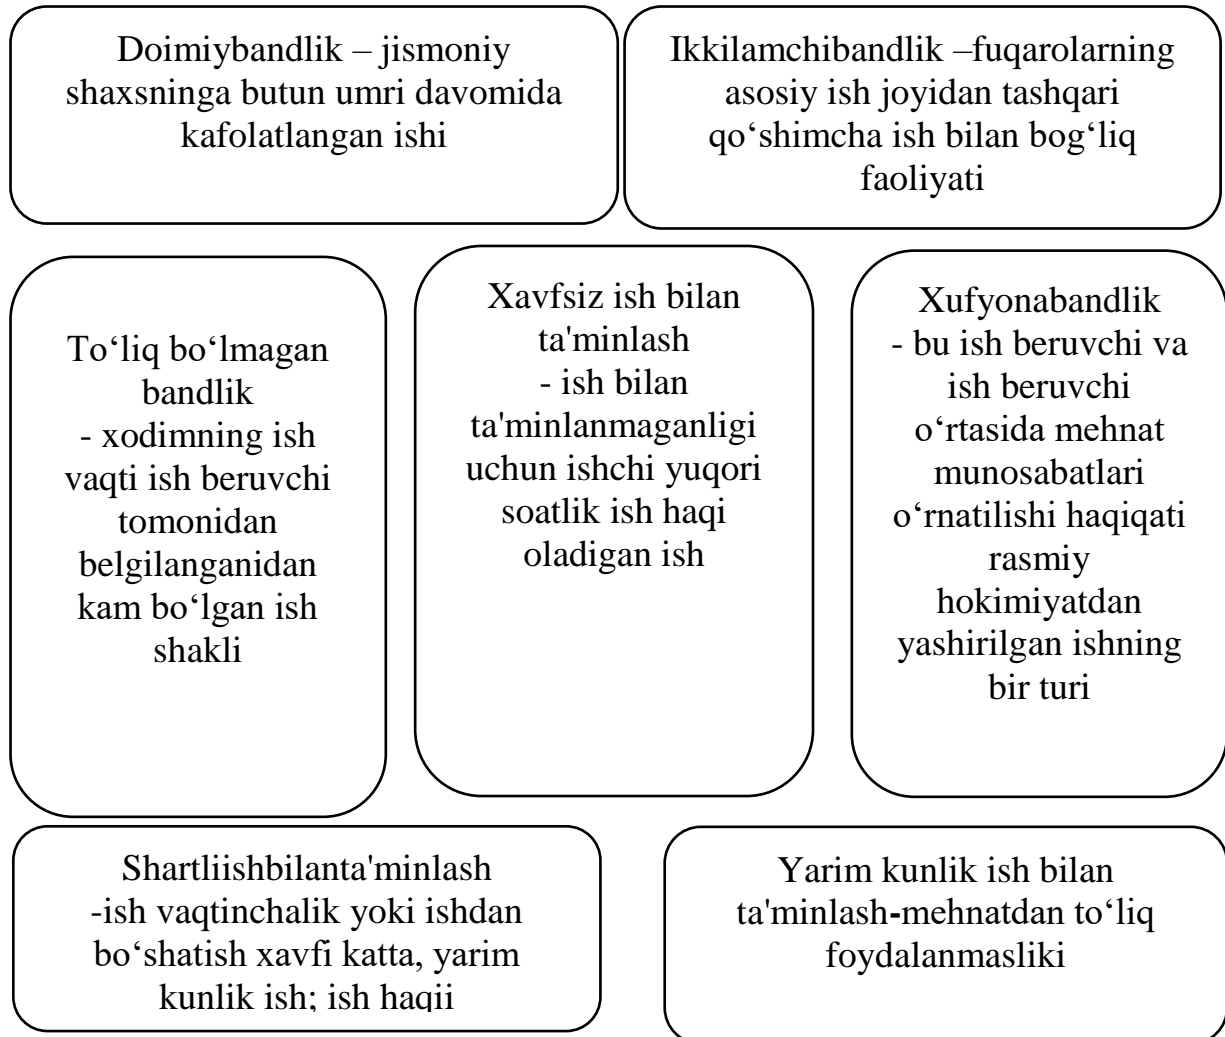 Doimiybandlik – jismoniy
shaxsninga butun umri davomida
kafolatlangan ishi
Ikkilamchibandlik –fuqarolarning
asosiy ish joyidan tashqari
qo‘shimcha ish bilan bog‘liq
faoliyati
To‘liq bo‘lmagan
bandlik
- xodimning ish
vaqti ish beruvchi
tomonidan
belgilanganidan
kam bo‘lgan ish
shakli
Xavfsiz ish bilan
ta'minlash
- ish bilan
ta'minlanmaganligi
uchun ishchi yuqori
soatlik ish haqi
oladigan ish
Xufyonabandlik
- bu ish beruvchi va
ish beruvchi
o‘rtasida mehnat
munosabatlari
o‘rnatilishi haqiqati
rasmiy
hokimiyatdan
yashirilgan ishning
bir turi
Shartliishbilanta'minlash
-ish vaqtinchalik yoki ishdan
bo‘shatish xavfi katta, yarim
kunlik ish; ish haqii
Yarim kunlik ish bilan
ta'minlash-mehnatdan to‘liq
foydalanmasliki